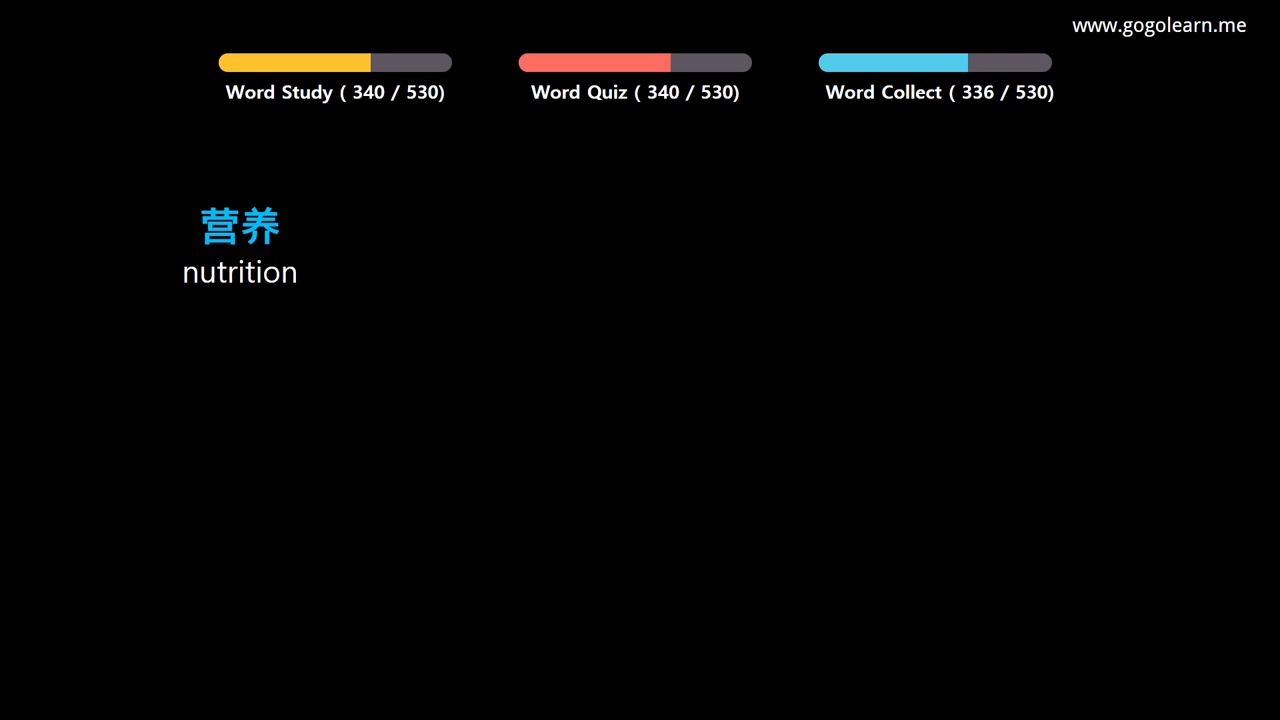 www.gogolearn.me
Word Study ( 340 / 530)
Word Quiz ( 340 / 530)
Word Collect ( 336 / 530)
营养
nutrition